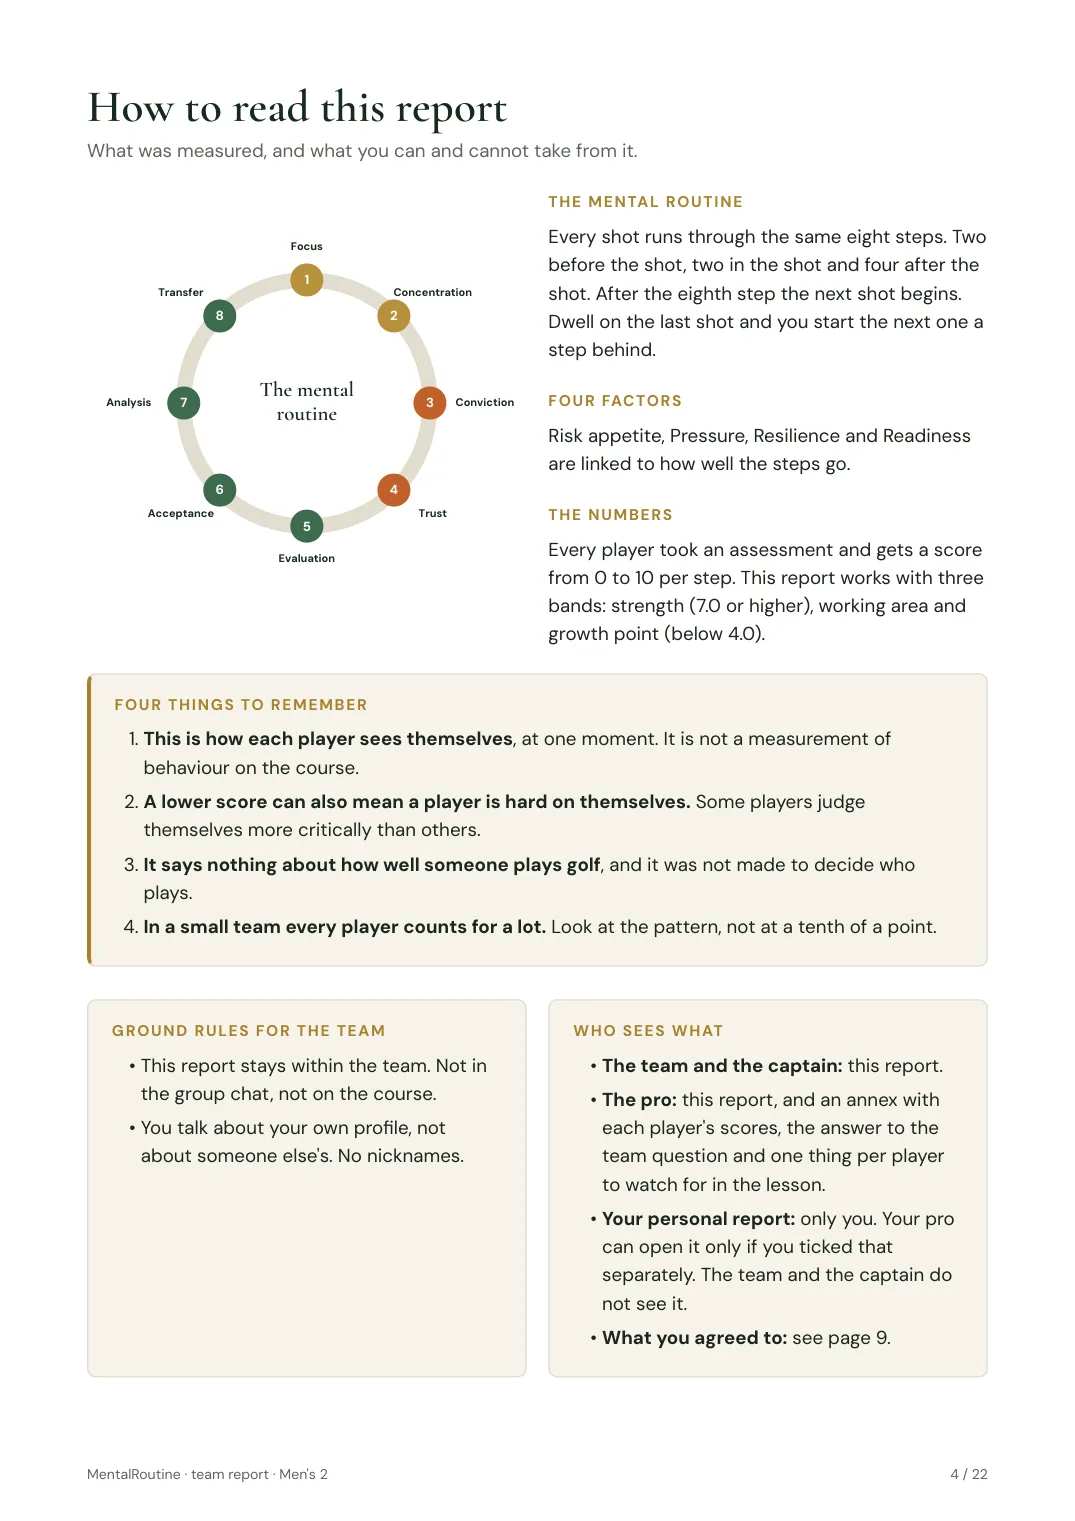 How to read this report
What was measured, and what you can and cannot take from it.
Focus
1
Concentration
2
Conviction
3
Trust
4
Evaluation
5
Acceptance
6
Analysis
7
Transfer
8
The mental
routine
THE MENTAL ROUTINE
Every shot runs through the same eight steps. Two
before the shot, two in the shot and four after the
shot. After the eighth step the next shot begins.
Dwell on the last shot and you start the next one a
step behind.
FOUR FACTORS
Risk appetite, Pressure, Resilience and Readiness
are linked to how well the steps go.
THE NUMBERS
Every player took an assessment and gets a score
from 0 to 10 per step. This report works with three
bands: strength (7.0 or higher), working area and
growth point (below 4.0).
FOUR THINGS TO REMEMBER
1. This is how each player sees themselves, at one moment. It is not a measurement of
behaviour on the course.
2. A lower score can also mean a player is hard on themselves. Some players judge
themselves more critically than others.
3. It says nothing about how well someone plays golf, and it was not made to decide who
plays.
4. In a small team every player counts for a lot. Look at the pattern, not at a tenth of a point.
GROUND RULES FOR THE TEAM
• This report stays within the team. Not in
the group chat, not on the course.
• You talk about your own profile, not
about someone else's. No nicknames.
WHO SEES WHAT
• The team and the captain: this report.
• The pro: this report, and an annex with
each player's scores, the answer to the
team question and one thing per player
to watch for in the lesson.
• Your personal report: only you. Your pro
can open it only if you ticked that
separately. The team and the captain do
not see it.
• What you agreed to: see page 9.
MentalRoutine · team report · Men's 2
4 / 22